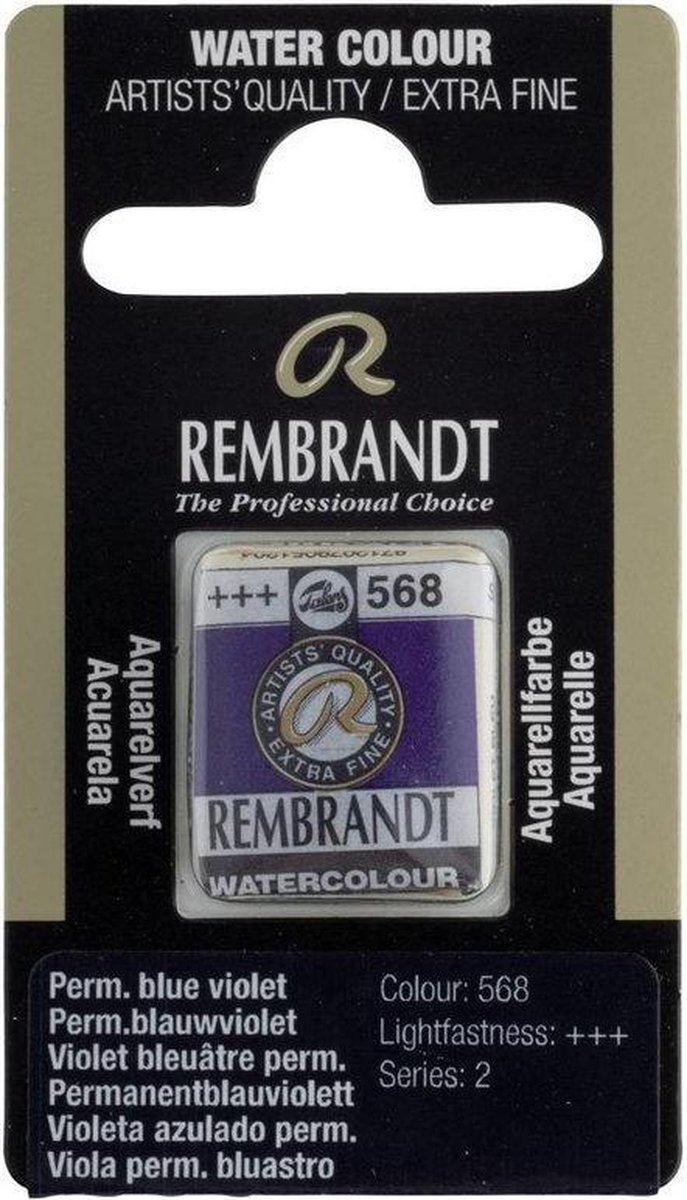 WATER COLOUR
ARTISTS' QUALITY / EXTRA FINE
R
REMBRANDT
The Professional Choice
+++ Talens 568
ARTISTS' QUALITY
R
EXTRA FINE
REMBRANDT
WATERCOLOUR
Aquarelverf
Acuarela
Aquarellfarbe
Aquarelle
Perm. blue violet
Perm.blauwviolet
Violet bleuâtre perm.
Permanentblauviolett
Violeta azulado perm.
Viola perm. bluastro
Colour: 568
Lightfastness: +++
Series: 2